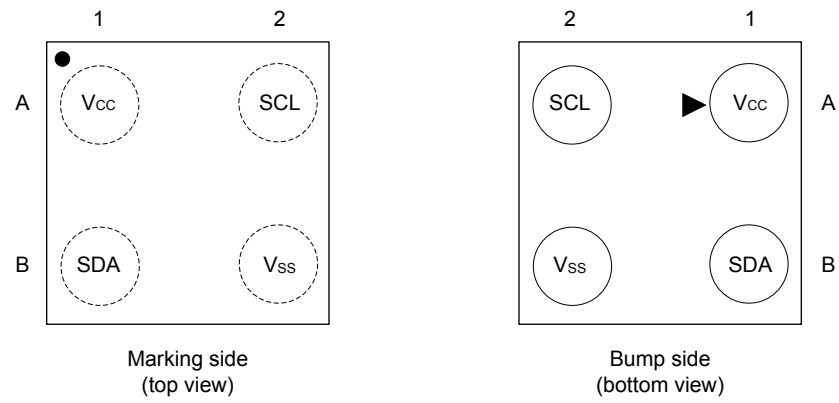 1 2
2 1
A VCC SCL
SCL VCC A
B SDA VSS
VSS SDA B
Marking side
(top view)
Bump side
(bottom view)